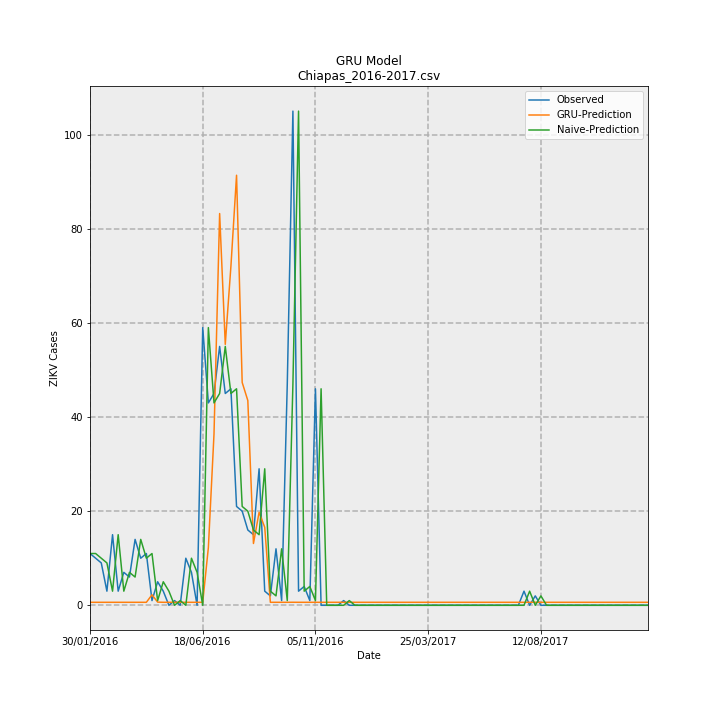 GRU Model
Chiapas_2016-2017.csv
Observed
GRU-Prediction
Naive-Prediction
100
80
60
40
20
0
ZIKV Cases
30/01/2016
18/06/2016
05/11/2016
25/03/2017
12/08/2017
Date